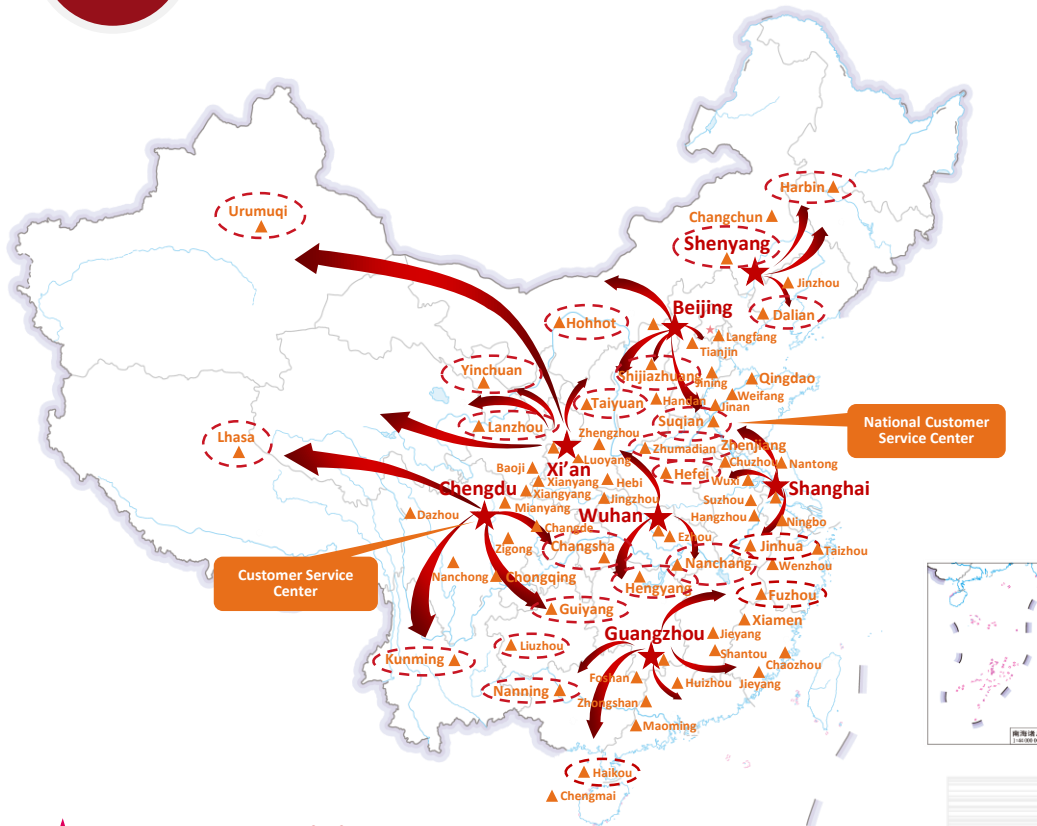 Harbin
Urumuqi
Changchun
Shenyang
Jinzhou
Beijing
Dalian
Hohhot
Langfang
Tianjin
Yinchuan
Shijiazhuang
Jining
Qingdao
Weifang
Taiyuan
Handan
Jinan
Lanzhou
Suqian
National Customer
Service Center
Lhasa
Zhengzhou
Zhumadian
Zhenjiang
Luoyang
Chuzhou
Nantong
Baoji
Xi'an
Hefei
Xianyang
Hebi
Wuxi
Chengdu
Xiangyang
Shanghai
Jingzhou
Suzhou
Mianyang
Dazhou
Wuhan
Hangzhou
Ningbo
Changde
Ezhou
Zigong
Changsha
Jinhua
Taizhou
Customer Service
Center
Nanchong
Chongqing
Nanchang
Wenzhou
Hengyang
Guiyang
Fuzhou
Xiamen
Guangzhou
Jieyang
Liuzhou
Shantou
Kunming
Chaozhou
Foshan
Huizhou
Jieyang
Nanning
Zhongshan
Maoming
Haikou
Chengmai